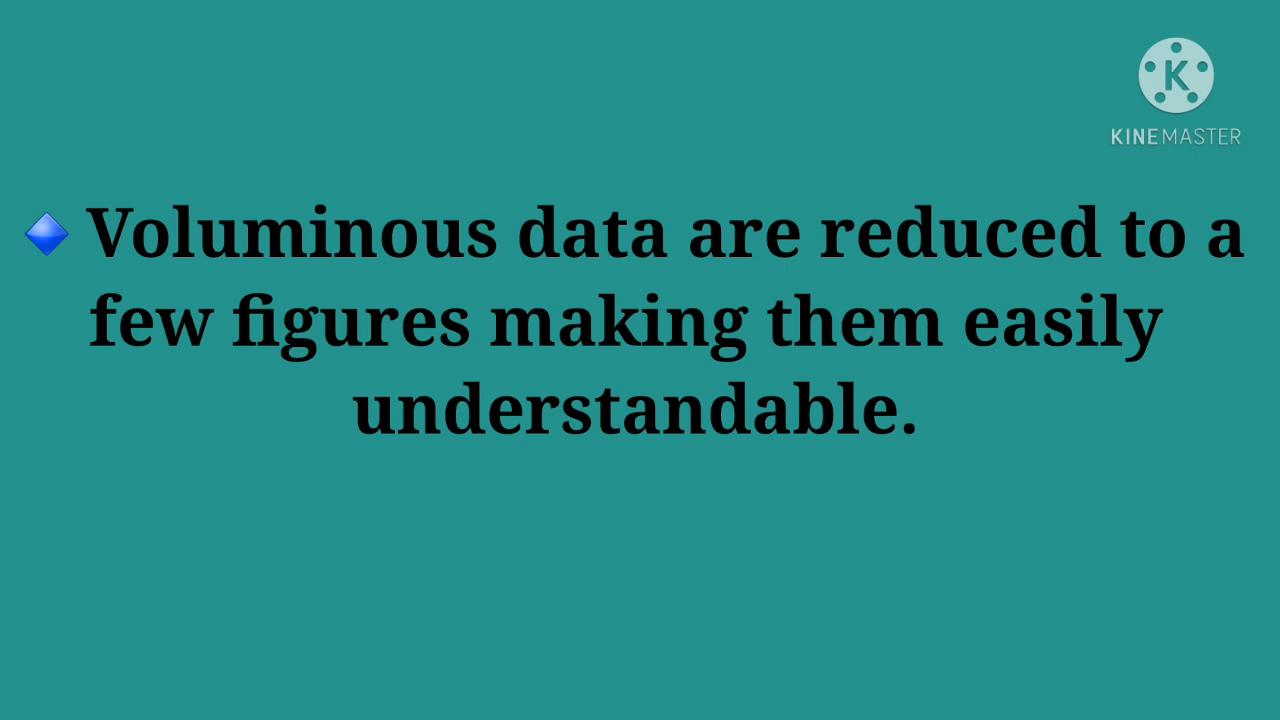 K
KINEMASTER
🔷 Voluminous data are reduced to a
few figures making them easily
understandable.